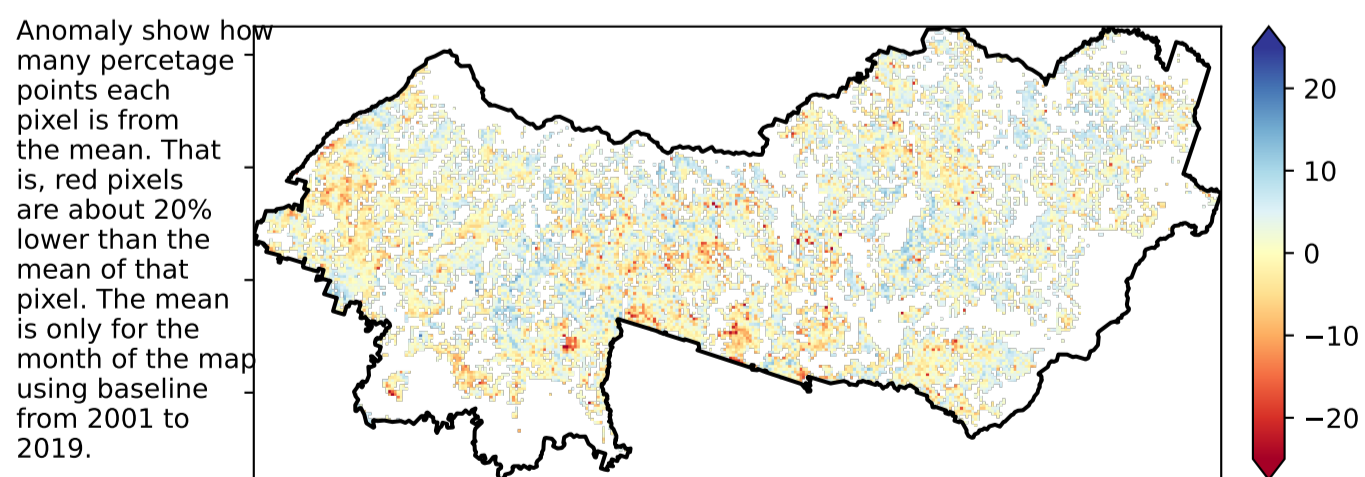 Anomaly show how
many percetage
points each
pixel is from
the mean. That
is, red pixels
are about 20%
lower than the
mean of that
pixel. The mean
is only for the
month of the map
using baseline
from 2001 to
2019.
20
10
0
−10
−20